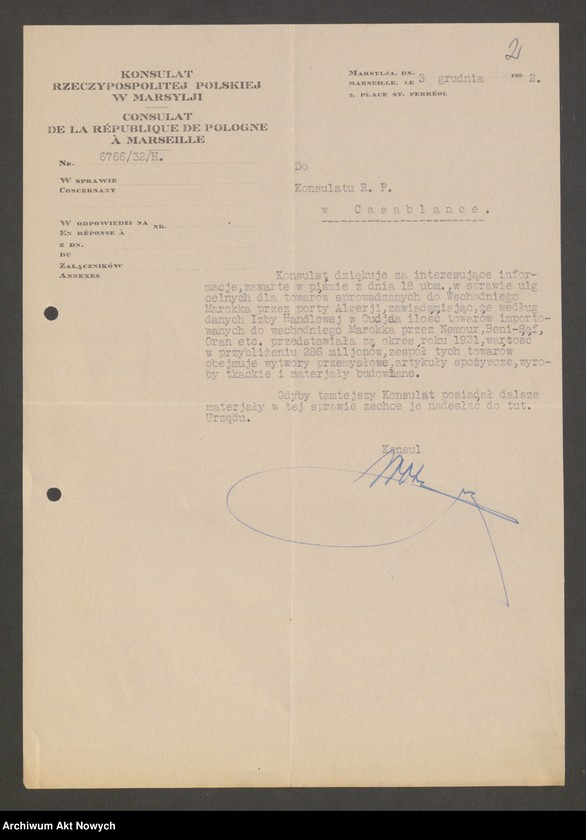 2
KONSULAT
RZECZYPOSPOLITEJ POLSKIEJ
W MARSYLJI
CONSULAT
DE LA RÉPUBLIQUE DE POLOGNE
À MARSEILLE
NR. 6766/32/H.
W SPRAWIE
CONCERNANT
W ODPOWIEDZI NA NR.
EN RÉPONSE À
Z DN.
DU
ZAŁĄCZNIKÓW
ANNEXES
MARSYLJA, DN.
MARSEILLE, LE 3 grudnia 193 2.
2, PLACE ST. FERRÉOL
Do
Konsulatu R. P.
w Casablance.
Konsulat dziękuje za interesujące infor-
macje,zawarte w piśmie z dnia 18 ubm.,w sprawie ulg
celnych dla towarów sprowadzanych do Wschodniego
Marokka przez porty Algerji,zawiadamiając,że według
danych Izby Handlowej w Oudjda ilość towarów importo-
wanych do wschodniego Marokka przez Nemour,Beni-Saf,
Oran etc. przedstawiała za okres roku 1931,wartość
w przybliżeniu 286 miljonów,zespół tych towarów
obejmuje wytwory przemysłowe,artykuły spożywcze,wyro-
by tkackie i materjały budowlane.
Gdyby tamtejszy Konsulat posiadał dalsze
materjały w tej sprawie zechce je nadesłać do tut.
Urzędu.
Konsul
Archiwum Akt Nowych